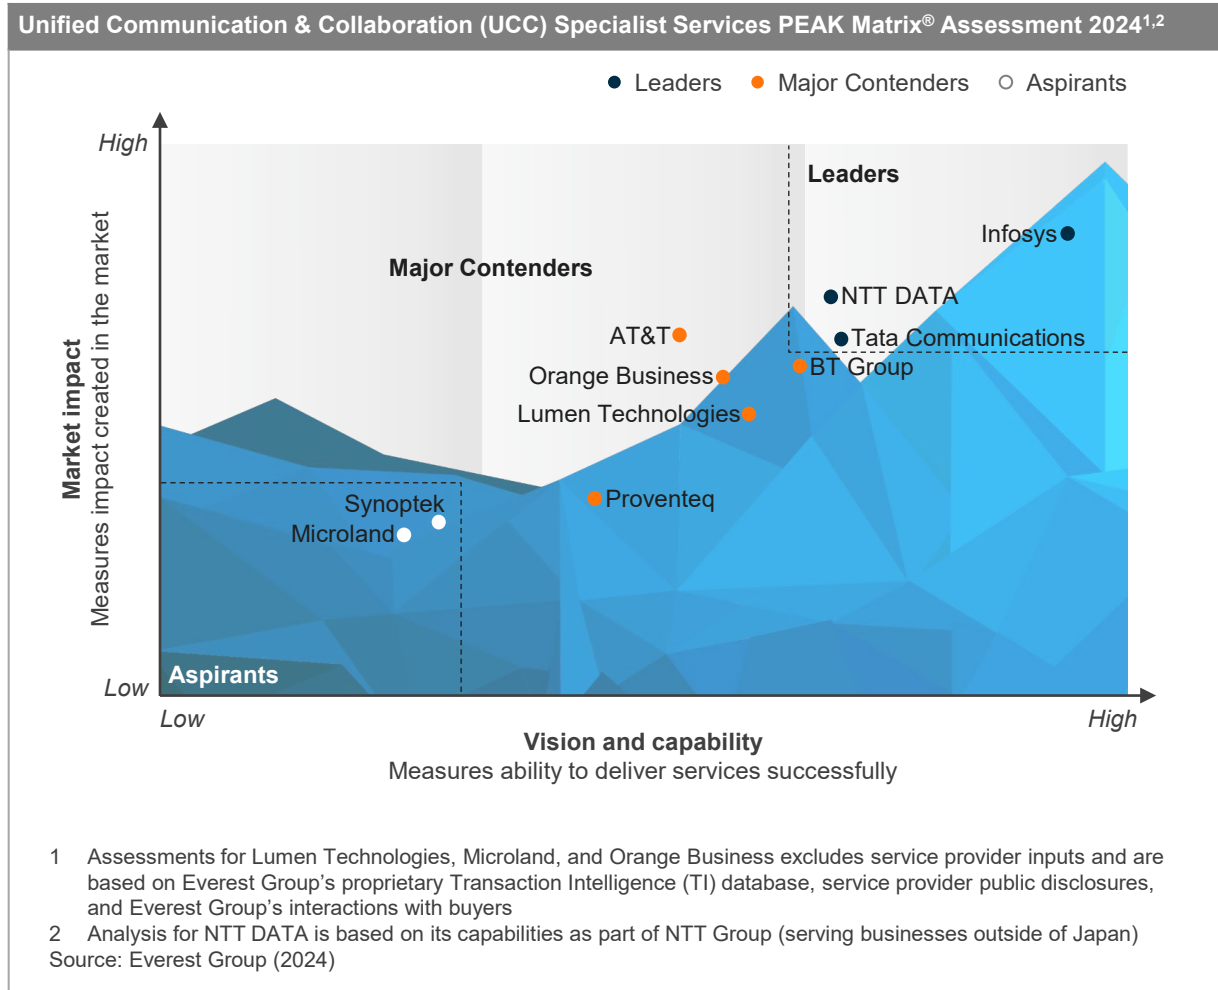 Unified Communication & Collaboration (UCC) Specialist Services PEAK Matrix® Assessment 2024¹,²
Leaders
Major Contenders
Aspirants
High
Leaders
Infosys
Major Contenders
NTT DATA
AT&T
Tata Communications
Orange Business
BT Group
Lumen Technologies
Synoptek
Proventeq
Microland
Market impact
Measures impact created in the market
Aspirants
Low
Low
High
Vision and capability
Measures ability to deliver services successfully
1 Assessments for Lumen Technologies, Microland, and Orange Business excludes service provider inputs and are
based on Everest Group’s proprietary Transaction Intelligence (TI) database, service provider public disclosures,
and Everest Group’s interactions with buyers
2 Analysis for NTT DATA is based on its capabilities as part of NTT Group (serving businesses outside of Japan)
Source: Everest Group (2024)